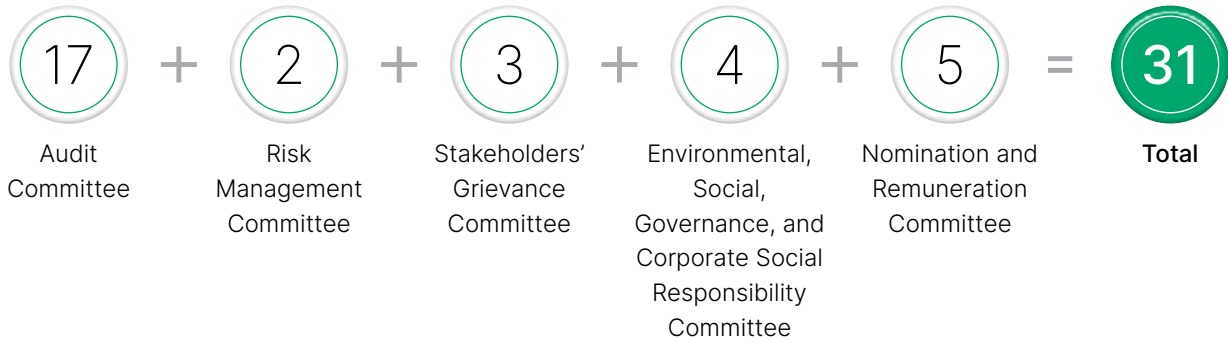 17 + 2 + 3 + 4 + 5 = 31
Audit
Committee
Risk
Management
Committee
Stakeholders’
Grievance
Committee
Environmental,
Social,
Governance, and
Corporate Social
Responsibility
Committee
Nomination and
Remuneration
Committee
Total